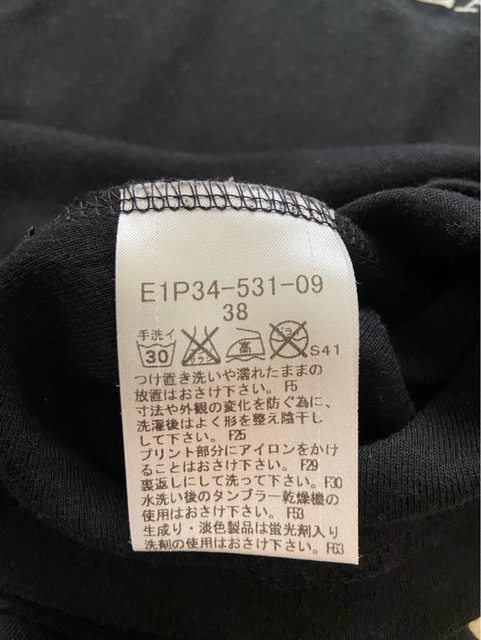 E1P34-531-09
38
手洗イ
30 高 ドライ S41
つけ置き洗いや濡れたままの
放置はおさけ下さい。F5
寸法や外観の変化を防ぐ為に、
洗濯後はよく形を整え陰干し
して下さい。F25
プリント部分にアイロンをかけ
ることはおさけ下さい。F29
裏返しにして洗って下さい。F30
水洗い後のタンブラー乾燥機の
使用はおさけ下さい。F53
生成り・淡色製品は蛍光剤入り
洗剤の使用はおさけ下さい。F63